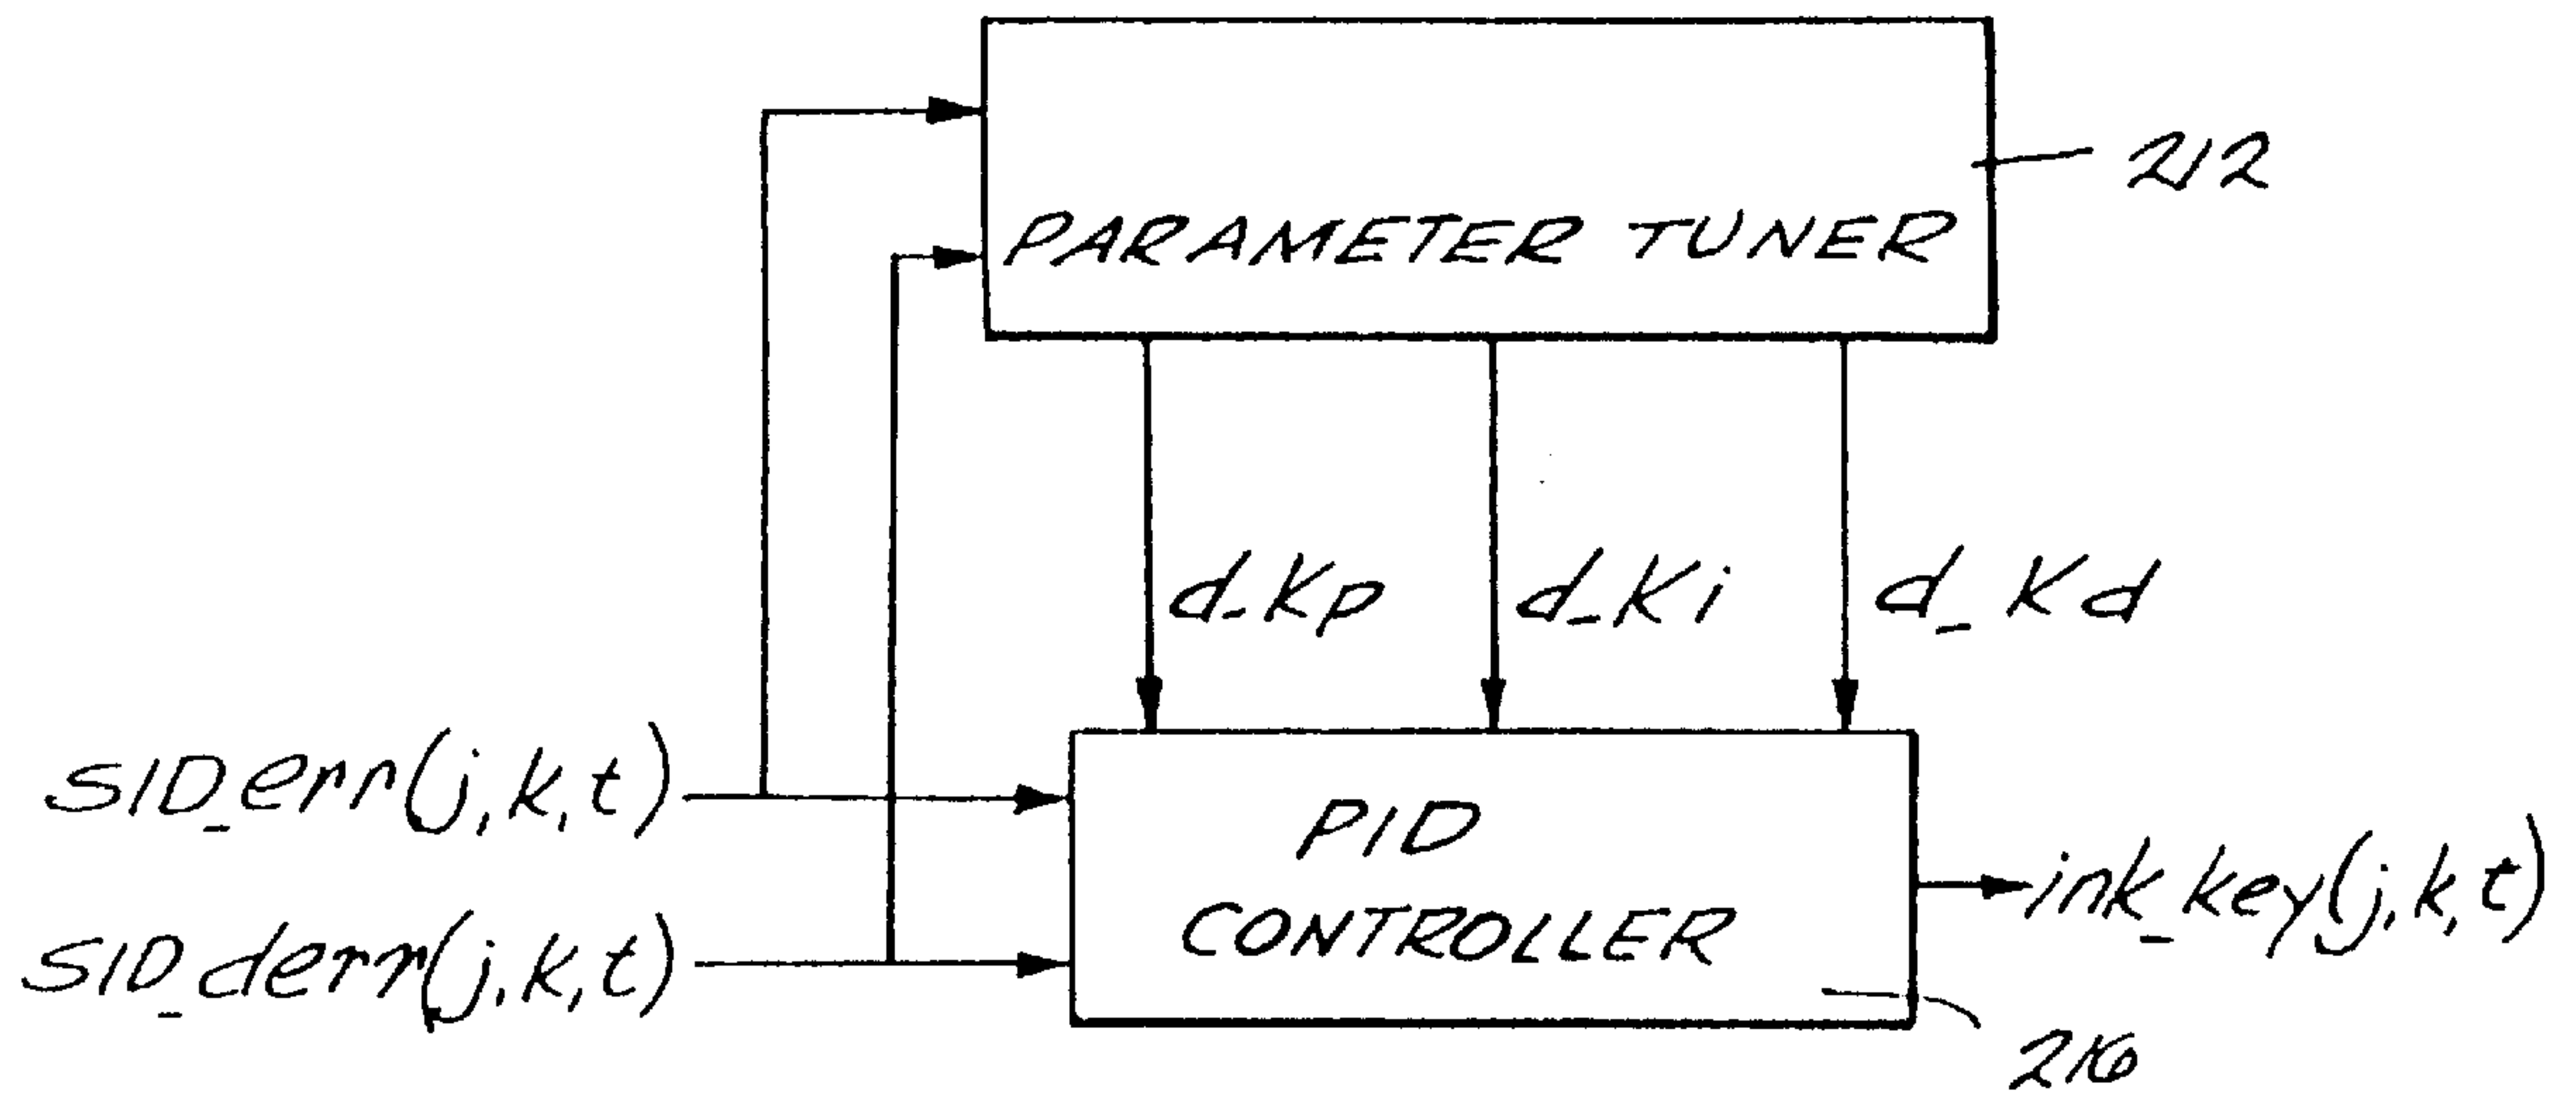 212
PARAMETER TUNER
d_Kp
d_Ki
d_Kd
SID_err(j,k,t)
PID
CONTROLLER
ink_key(j,k,t)
SID_derr(j,k,t)
216